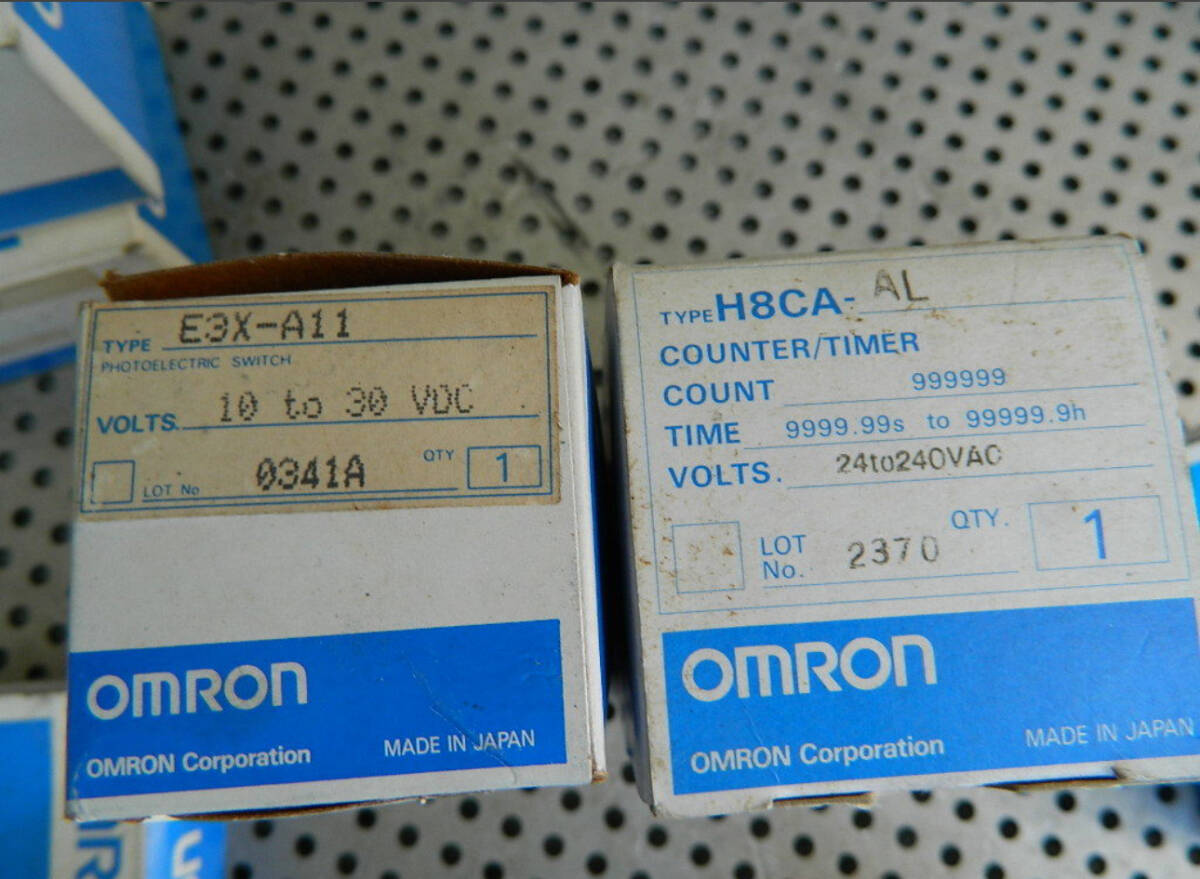 TYPE E3X-A11
PHOTOELECTRIC SWITCH
VOLTS. 10 to 30 VDC
LOT No 0341A QTY 1
OMRON
OMRON Corporation MADE IN JAPAN
TYPE H8CA-AL
COUNTER/TIMER
COUNT 999999
TIME 9999.99s to 99999.9h
VOLTS. 24to240VAC
LOT No. 2370 QTY. 1
OMRON
OMRON Corporation MADE IN JAPAN